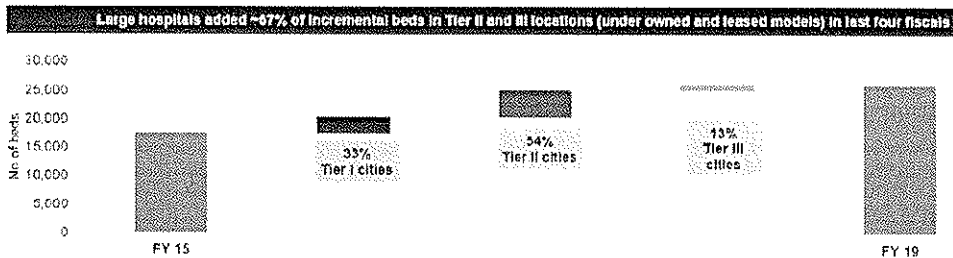 Large hospitals added ~67% of incremental beds in Tier II and III locations (under owned and leased models) in last four fiscals
30,000
25,000
20,000
15,000
10,000
5,000
0
No of beds
33%
Tier I cities
54%
Tier II cities
13%
Tier III
cities
FY 15
FY 19